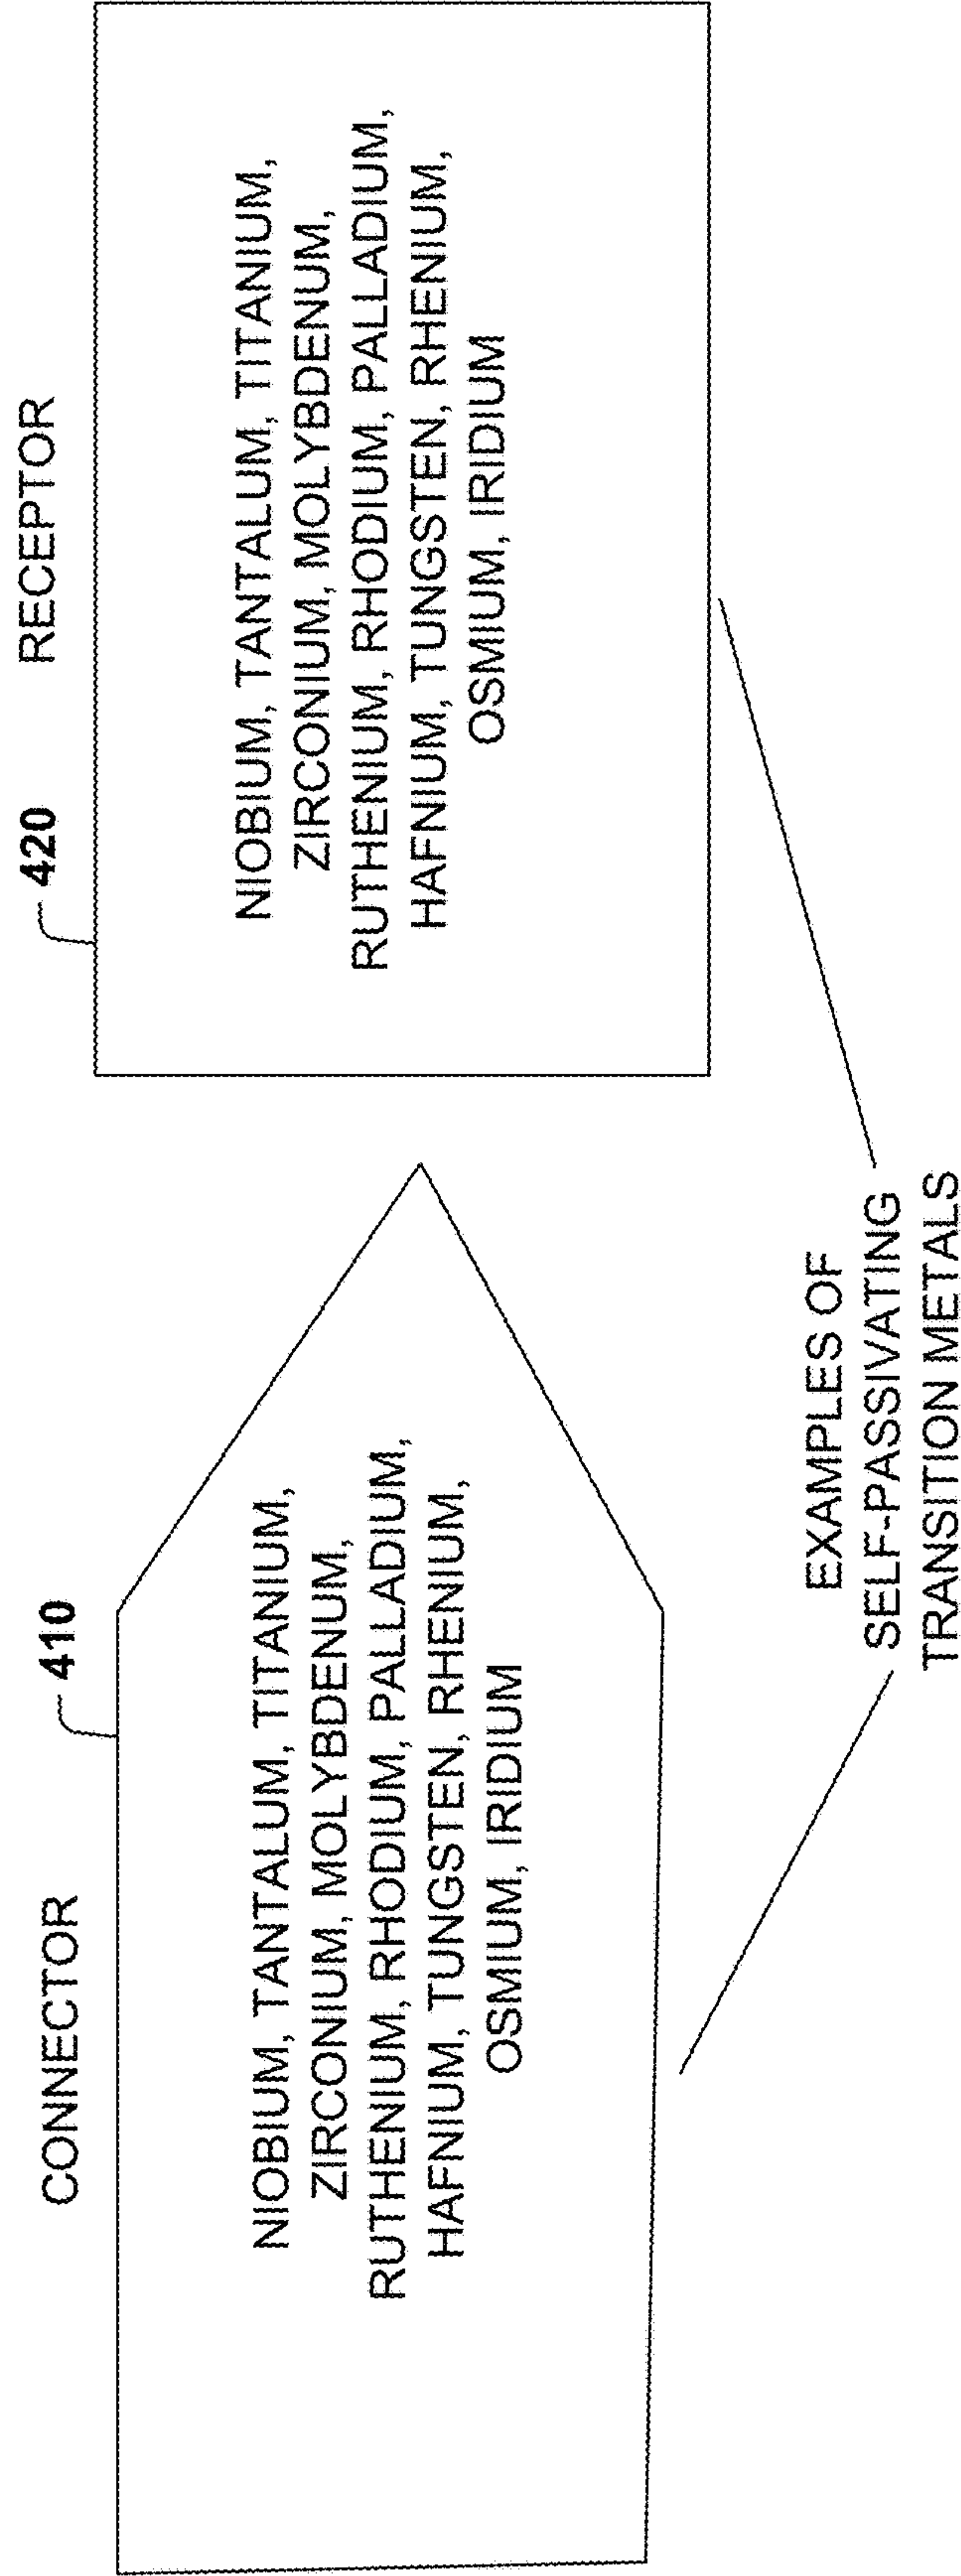 CONNECTOR
410
NIOBIUM, TANTALUM, TITANIUM,
ZIRCONIUM, MOLYBDENUM,
RUTHENIUM, RHODIUM, PALLADIUM,
HAFNIUM, TUNGSTEN, RHENIUM,
OSMIUM, IRIDIUM
420
RECEPTOR
NIOBIUM, TANTALUM, TITANIUM,
ZIRCONIUM, MOLYBDENUM,
RUTHENIUM, RHODIUM, PALLADIUM,
HAFNIUM, TUNGSTEN, RHENIUM,
OSMIUM, IRIDIUM
EXAMPLES OF
SELF-PASSIVATING
TRANSITION METALS